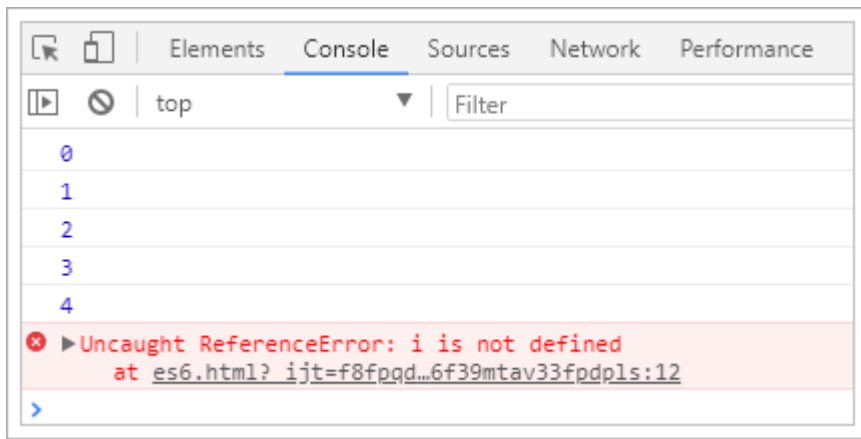 Elements Console Sources Network Performance
top Filter
0
1
2
3
4
Uncaught ReferenceError: i is not defined
at es6.html?_ijt=f8fpqd…6f39mtav33fpdpls:12